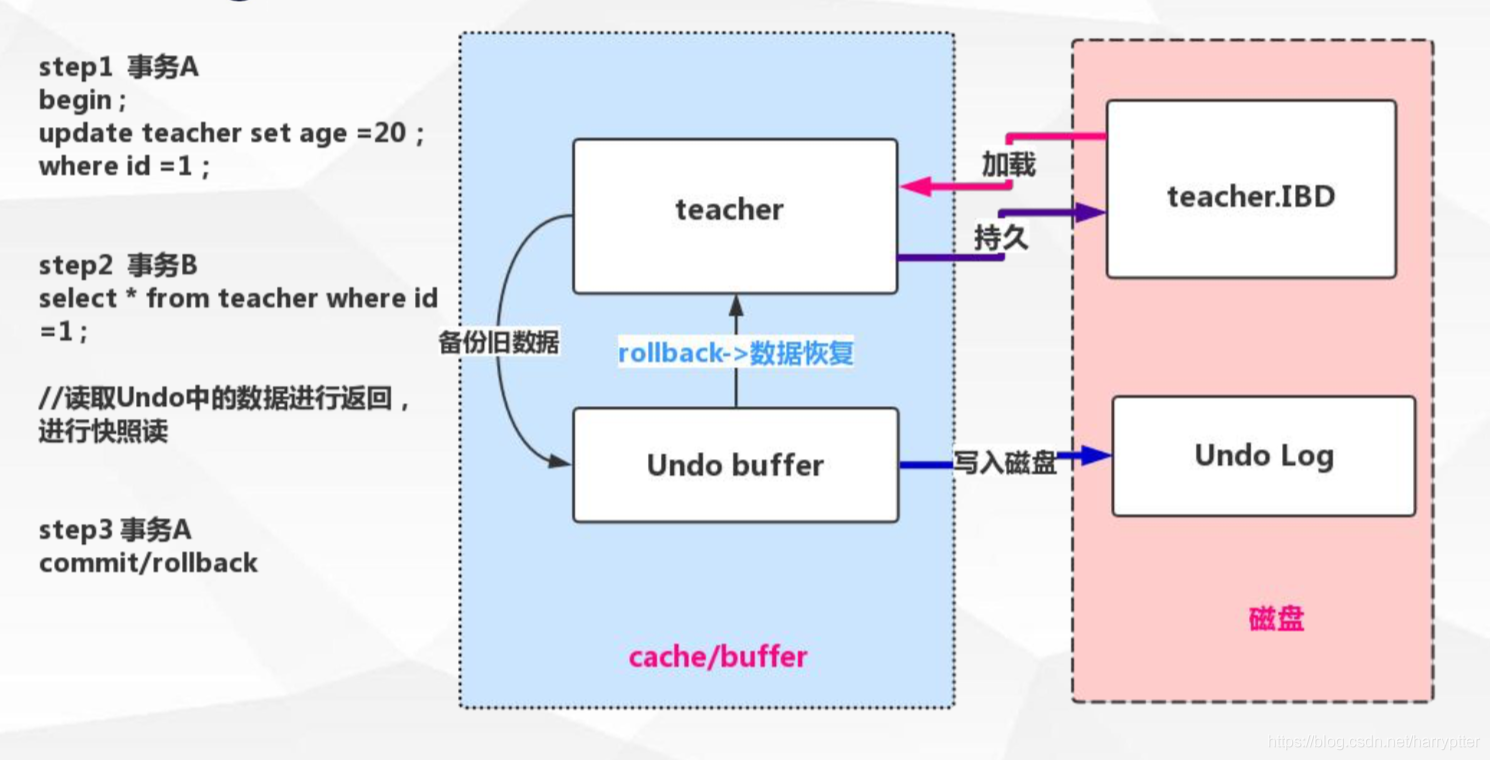 step1 事务A
begin ;
update teacher set age =20 ;
where id =1 ;
step2 事务B
select * from teacher where id
=1 ;
//读取Undo中的数据进行返回，
进行快照读
step3 事务A
commit/rollback
teacher
备份旧数据
rollback->数据恢复
Undo buffer
cache/buffer
加载
持久
写入磁盘
teacher.IBD
Undo Log
磁盘
https://blog.csdn.net/harryptter